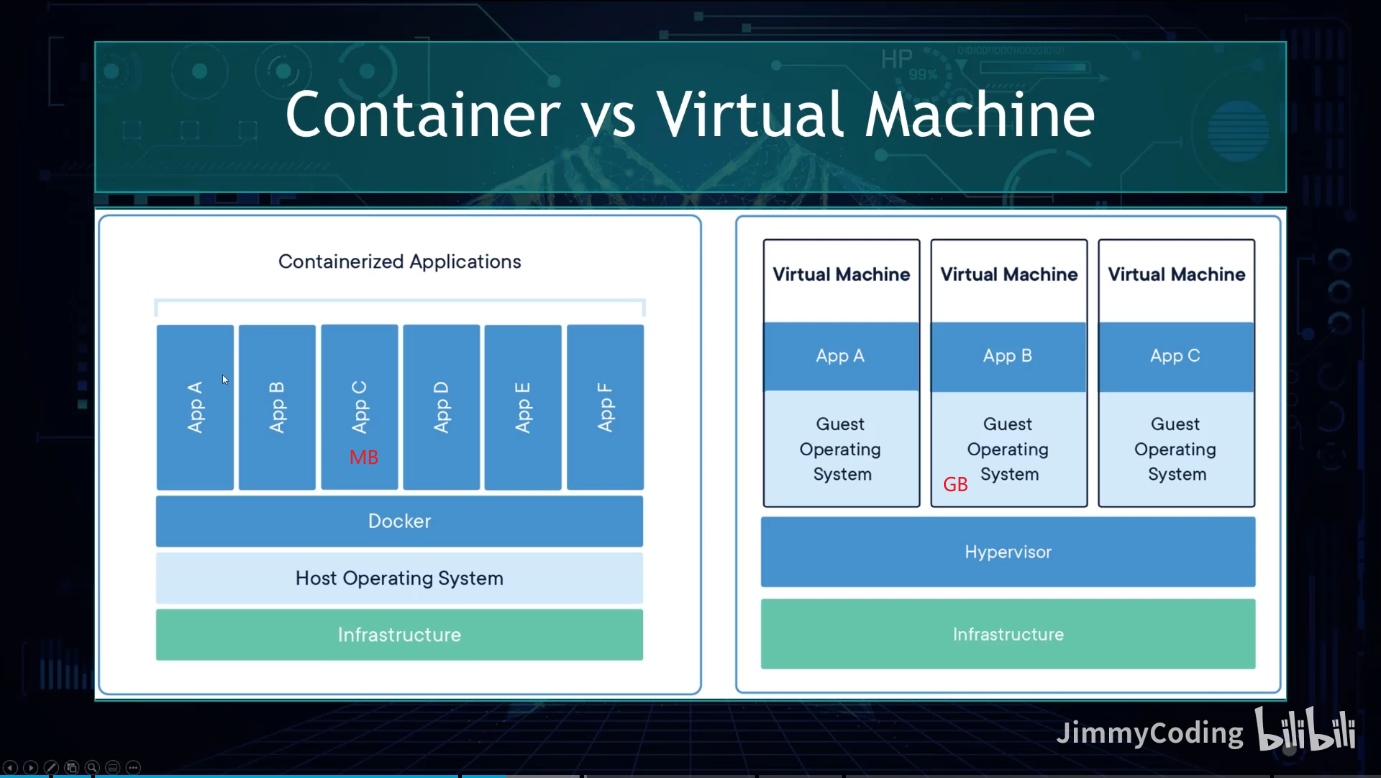 HP
99%
Container vs Virtual Machine
Containerized Applications
App A
App B
App C
App D
App E
App F
MB
Docker
Host Operating System
Infrastructure
Virtual Machine
App A
Guest
Operating
System
Virtual Machine
App B
Guest
Operating
System
GB
Virtual Machine
App C
Guest
Operating
System
Hypervisor
Infrastructure
JimmyCoding bilibili